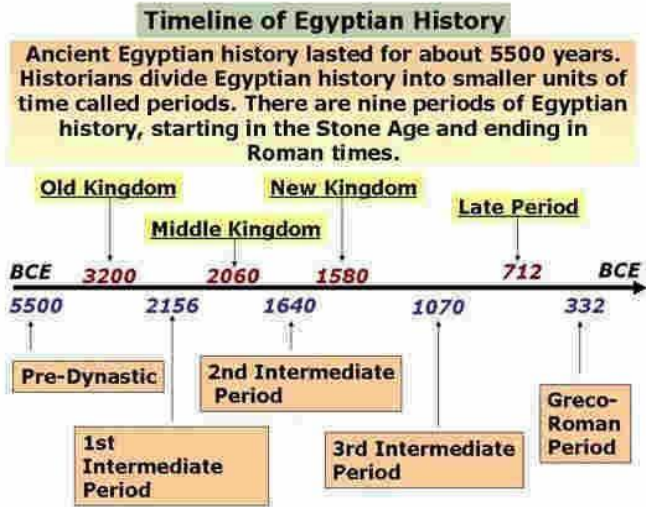 Timeline of Egyptian History
Ancient Egyptian history lasted for about 5500 years.
Historians divide Egyptian history into smaller units of
time called periods. There are nine periods of Egyptian
history, starting in the Stone Age and ending in
Roman times.
Old Kingdom
New Kingdom
Middle Kingdom
Late Period
BCE 3200 2060 1580 712 BCE
5500 2156 1640 1070 332
Pre-Dynastic
2nd Intermediate
Period
Greco-
Roman
Period
1st
Intermediate
Period
3rd Intermediate
Period